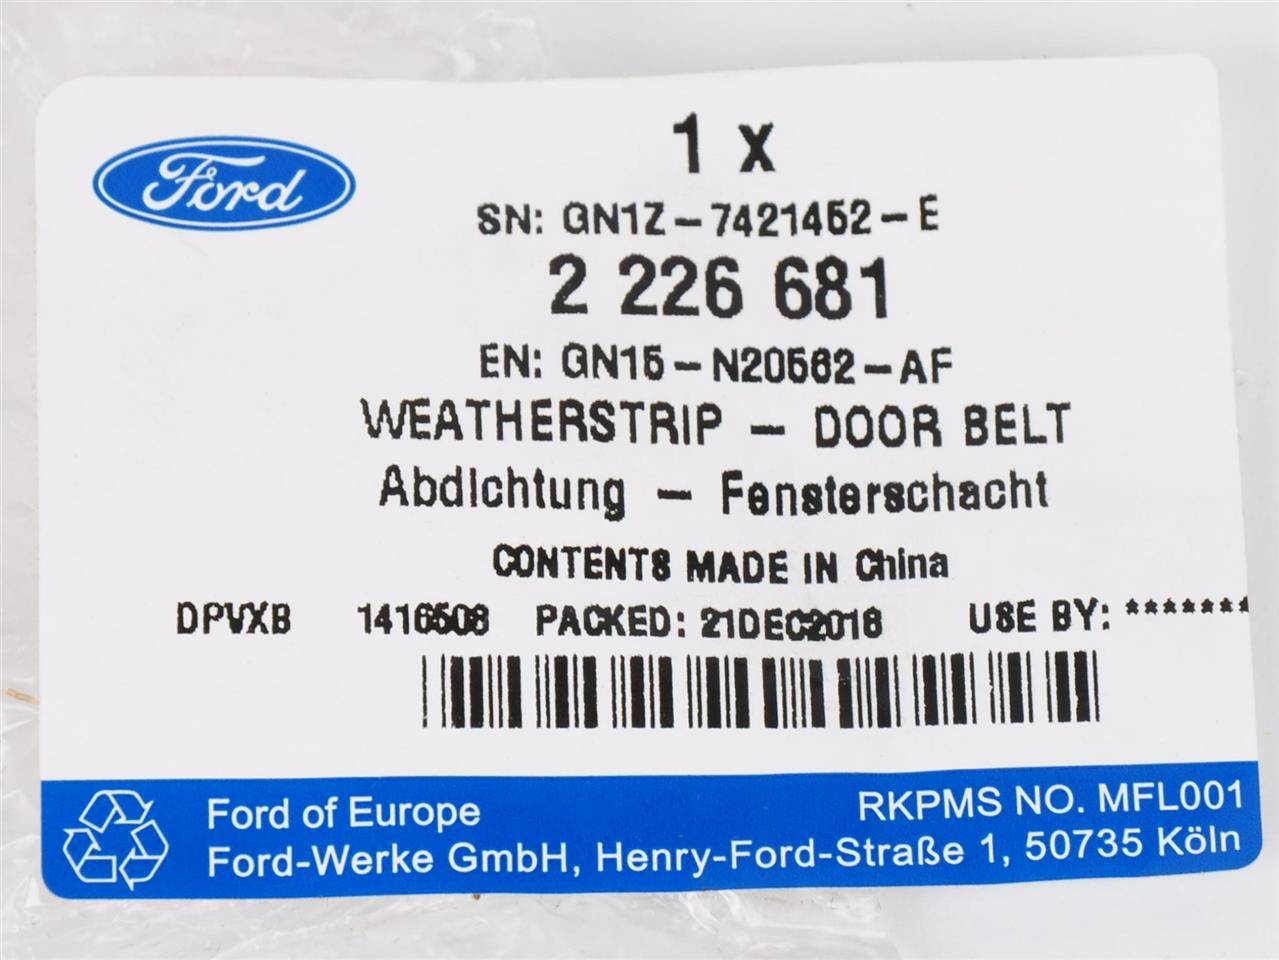 Ford
1 x
SN: GN1Z-7421452-E
2 226 681
EN: GN15-N20562-AF
WEATHERSTRIP - DOOR BELT
Abdichtung - Fensterschacht
CONTENTS MADE IN China
DPVXB 1416508 PACKED: 21DEC2018 USE BY: *******
Ford of Europe
RKPMS NO. MFL001
Ford-Werke GmbH, Henry-Ford-Straße 1, 50735 Köln